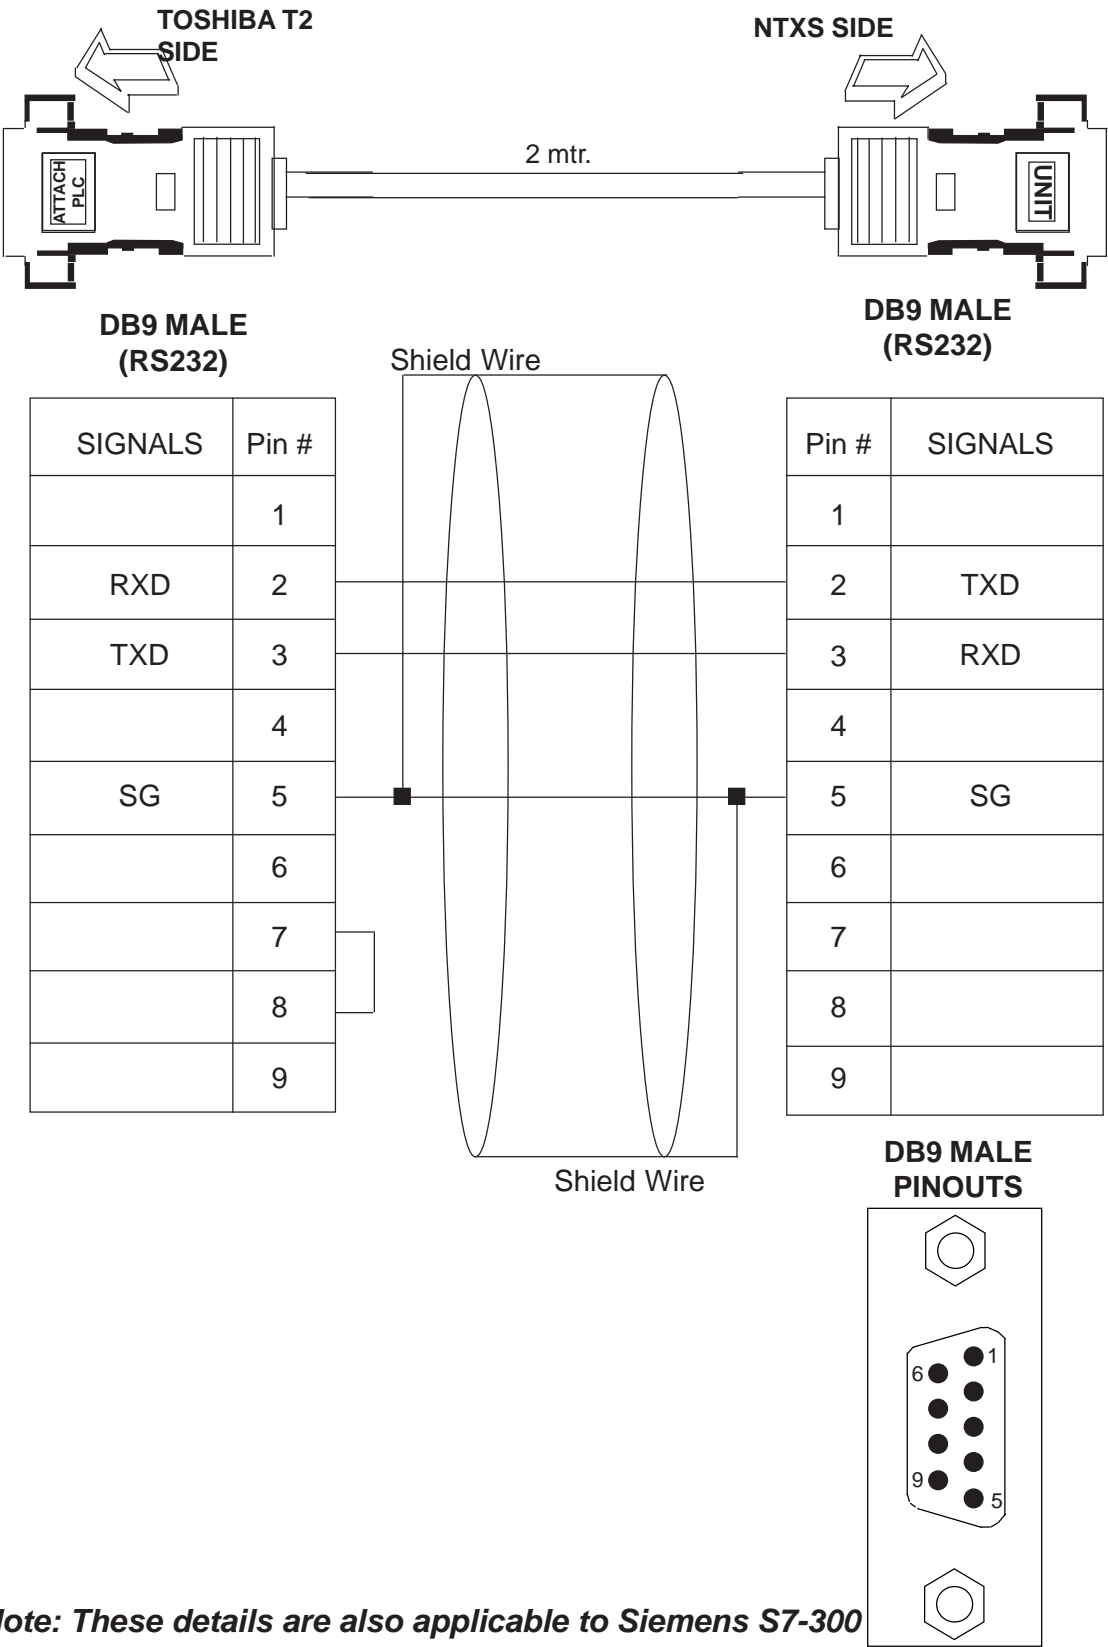 TOSHIBA T2
SIDE
NTXS SIDE
2 mtr.
ATTACH
PLC
UNIT
DB9 MALE
(RS232)
DB9 MALE
(RS232)
Shield Wire
SIGNALS Pin #
1
RXD 2
TXD 3
4
SG 5
6
7
8
9
Pin # SIGNALS
1
2 TXD
3 RXD
4
5 SG
6
7
8
9
Shield Wire
DB9 MALE
PINOUTS
1
6
9
5
These details are also applicable to Siemens S7-300